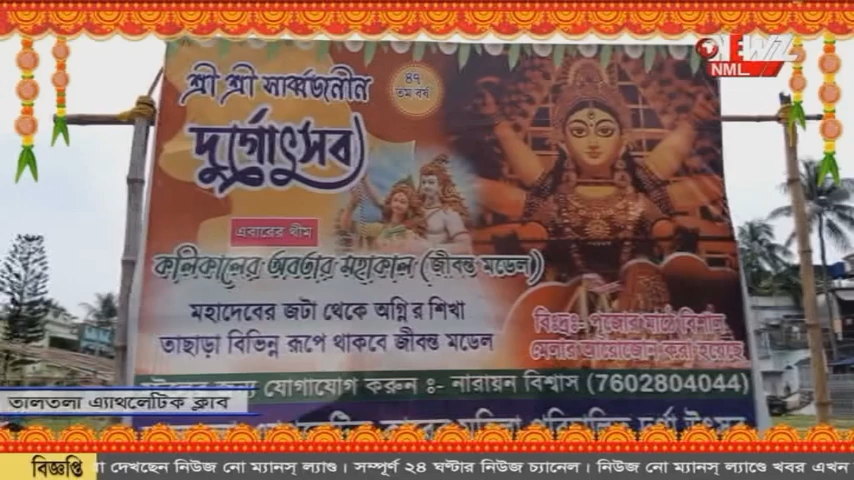 NEWZ
NML
শ্রী শ্রী সার্ব্বজনীন
৪৭
তম বর্ষ
দুর্গোৎসব
এবারের থীম
কলিকালের অবতার মহাকাল (জীবন্ত মডেল)
মহাদেবের জটা থেকে অগ্নি র শিখা
তাছাড়া বিভিন্ন রূপে থাকবে জীবন্ত মডেল
বিঃদ্রঃ- পূজোর মাঠে বিশাল
মেলার আয়োজন করা হয়েছে
যোগাযোগ করুন :- নারায়ন বিশ্বাস (7602804044)
তালতলা এ্যাথলেটিক ক্লাব
বিজ্ঞপ্তি
দেখছেন নিউজ নো ম্যানস্ ল্যাণ্ড। সম্পূর্ণ ২৪ ঘন্টার নিউজ চ্যানেল। নিউজ নো ম্যানস্ ল্যাণ্ডে খবর এখন